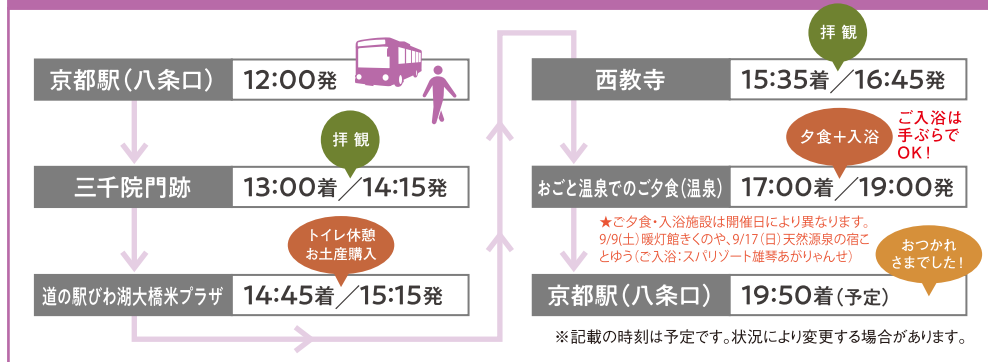 京都駅(八条口) 12:00発
拝観
三千院門跡 13:00着／14:15発
トイレ休憩
お土産購入
道の駅びわ湖大橋米プラザ 14:45着／15:15発
拝観
西教寺 15:35着／16:45発
夕食＋入浴
ご入浴は
手ぶらで
OK!
おごと温泉でのご夕食(温泉) 17:00着／19:00発
★ご夕食・入浴施設は開催日により異なります。
9/9(土)暖灯館きくのや、9/17(日)天然源泉の宿こ
とゆう(ご入浴:スパリゾート雄琴あがりゃんせ)
おつかれ
さまでした!
京都駅(八条口) 19:50着(予定)
※記載の時刻は予定です。状況により変更する場合があります。